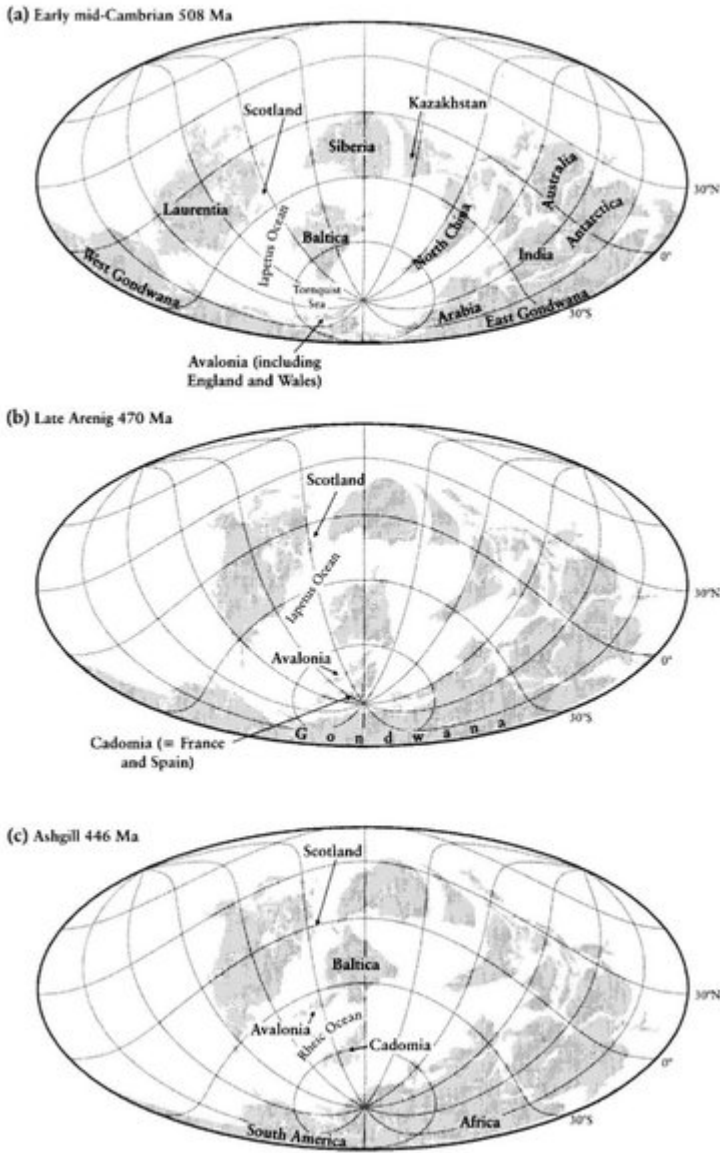 (a) Early mid-Cambrian 508 Ma
Kazakhstan
Scotland
Siberia
Australia
30°N
Laurentia
Antarctica
Iapetus Ocean
Baltica
North China
India
0°
West Gondwana
Tornquist
Sea
Arabia
East Gondwana
30°S
Avalonia (including
England and Wales)
(b) Late Arenig 470 Ma
Scotland
Iapetus Ocean
30°N
Avalonia
0°
30°S
Gondwana
Cadomia (= France
and Spain)
(c) Ashgill 446 Ma
Scotland
Baltica
30°N
Avalonia
Rheic Ocean
Cadomia
0°
South America
Africa
30°S